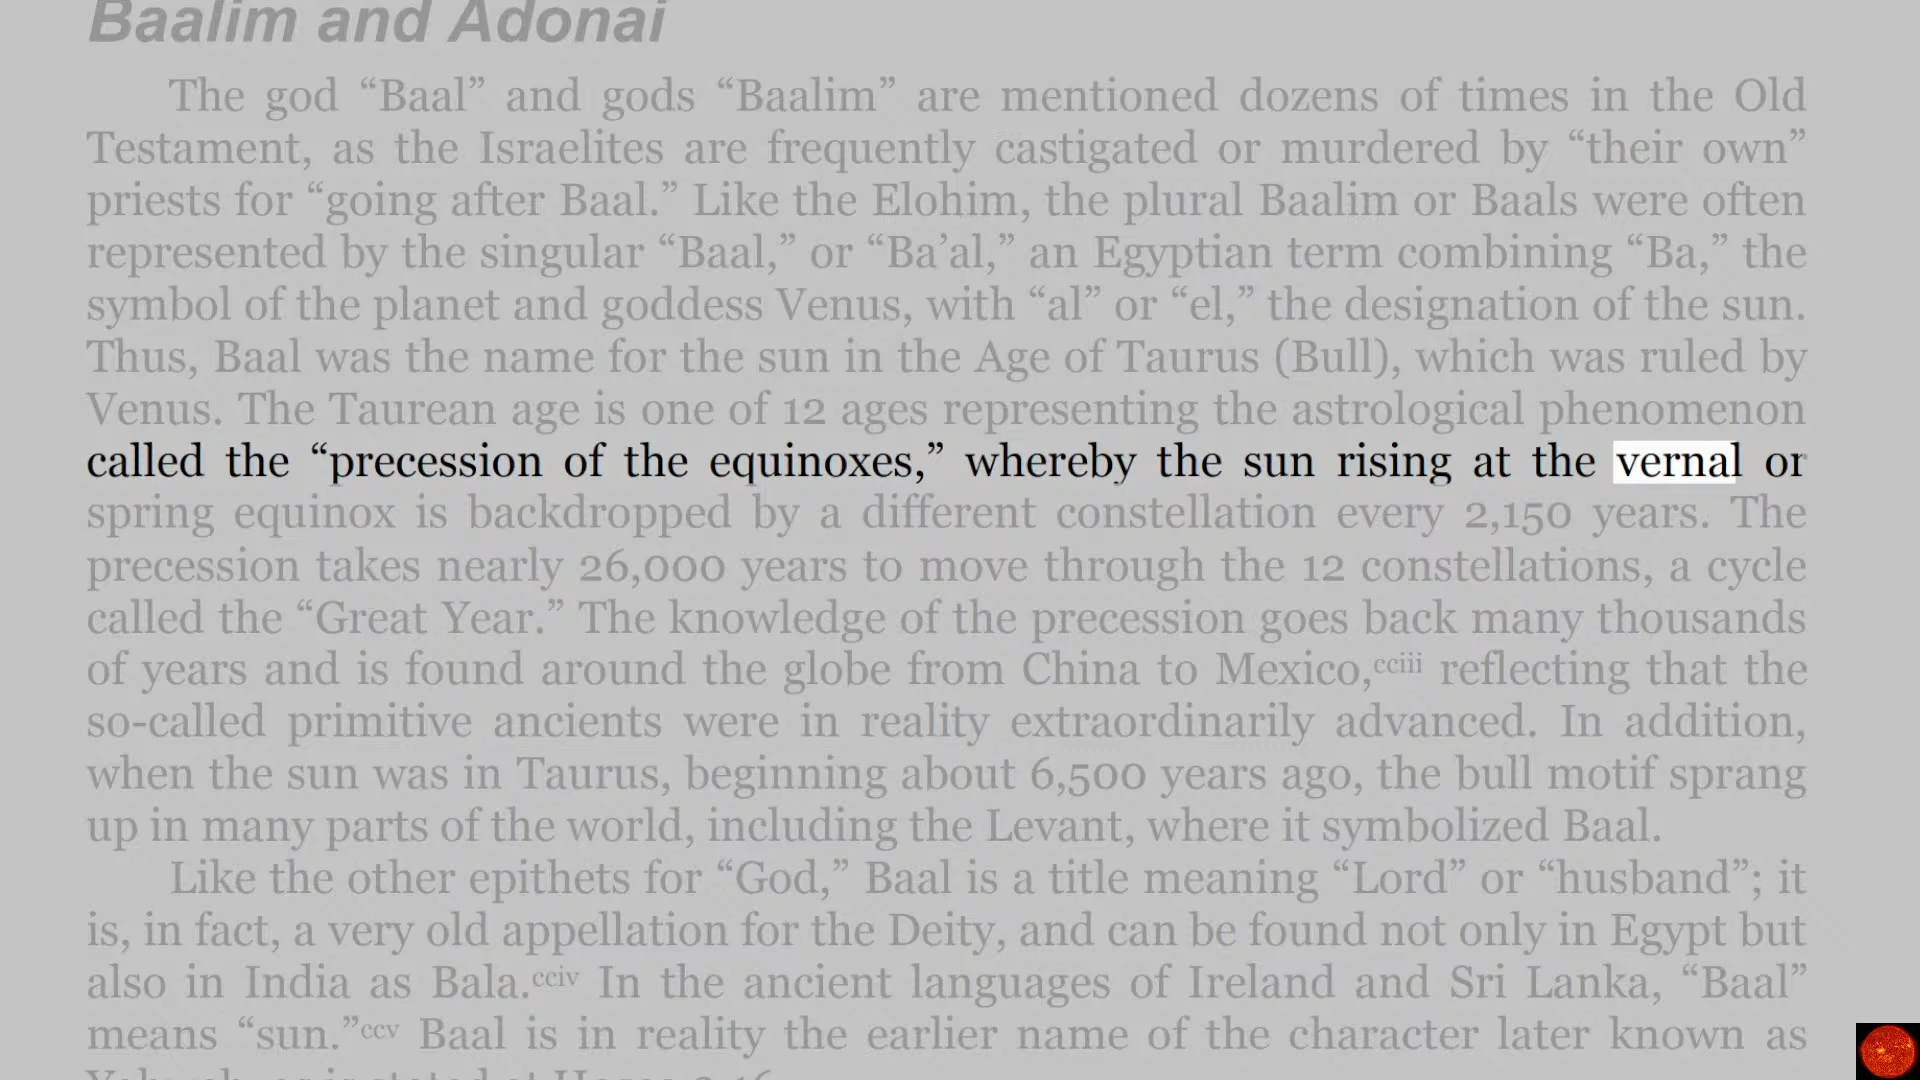 Baalim and Adonai
The god “Baal” and gods “Baalim” are mentioned dozens of times in the Old
Testament, as the Israelites are frequently castigated or murdered by “their own”
priests for “going after Baal.” Like the Elohim, the plural Baalim or Baals were often
represented by the singular “Baal,” or “Ba’al,” an Egyptian term combining “Ba,” the
symbol of the planet and goddess Venus, with “al” or “el,” the designation of the sun.
Thus, Baal was the name for the sun in the Age of Taurus (Bull), which was ruled by
Venus. The Taurean age is one of 12 ages representing the astrological phenomenon
called the “precession of the equinoxes,” whereby the sun rising at the vernal or
spring equinox is backdropped by a different constellation every 2,150 years. The
precession takes nearly 26,000 years to move through the 12 constellations, a cycle
called the “Great Year.” The knowledge of the precession goes back many thousands
of years and is found around the globe from China to Mexico,cciii reflecting that the
so-called primitive ancients were in reality extraordinarily advanced. In addition,
when the sun was in Taurus, beginning about 6,500 years ago, the bull motif sprang
up in many parts of the world, including the Levant, where it symbolized Baal.
Like the other epithets for “God,” Baal is a title meaning “Lord” or “husband”; it
is, in fact, a very old appellation for the Deity, and can be found not only in Egypt but
also in India as Bala.cciv In the ancient languages of Ireland and Sri Lanka, “Baal”
means “sun.”ccv Baal is in reality the earlier name of the character later known as